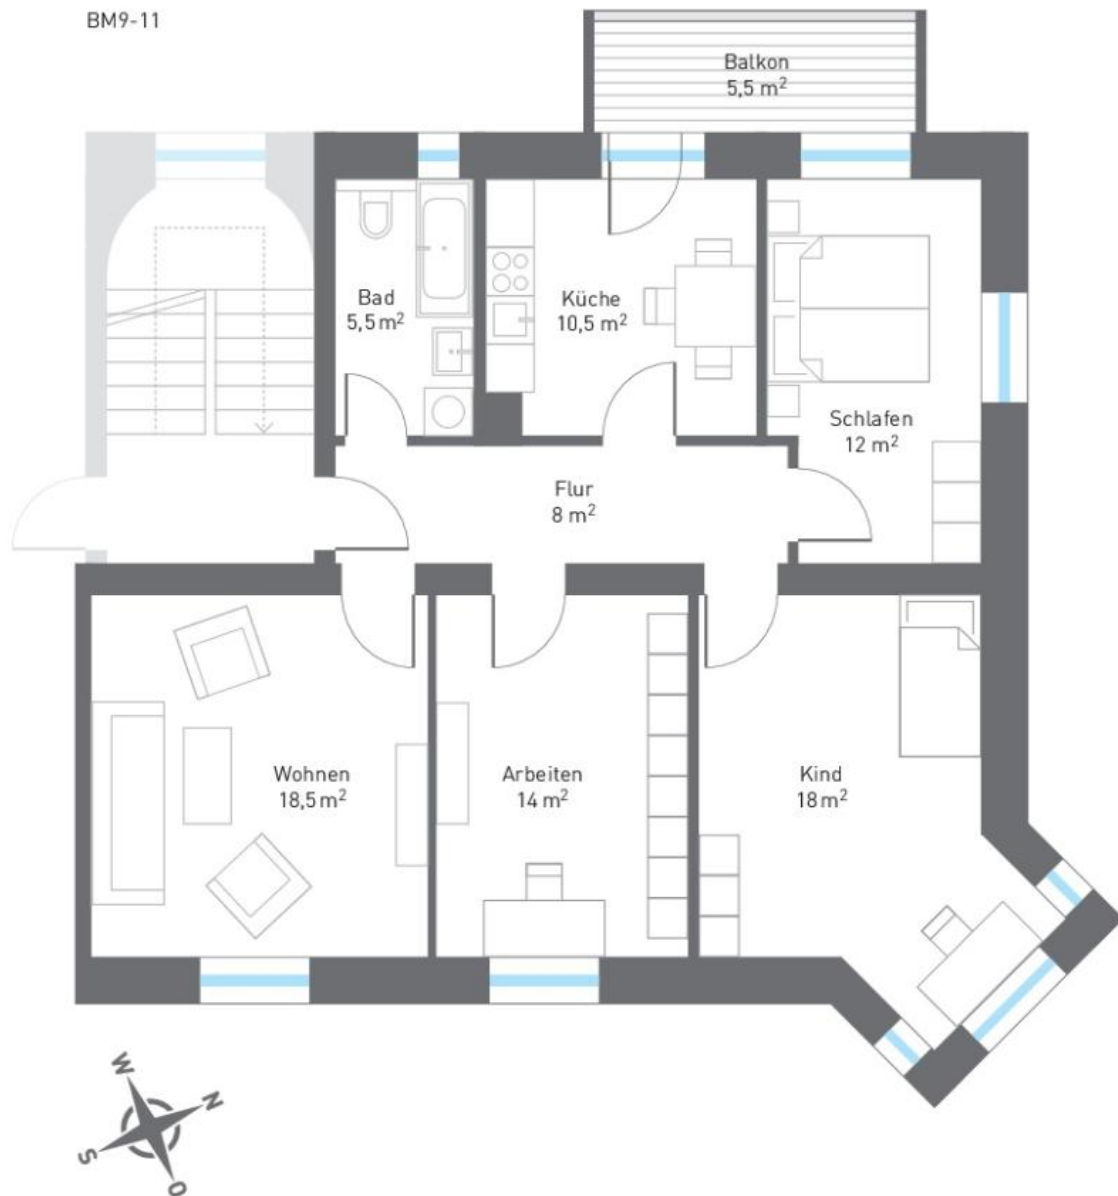 BM9-11
Balkon
5,5 m²
Bad
5,5 m²
Küche
10,5 m²
Schlafen
12 m²
Flur
8 m²
Wohnen
18,5 m²
Arbeiten
14 m²
Kind
18 m²
W
N
S
O